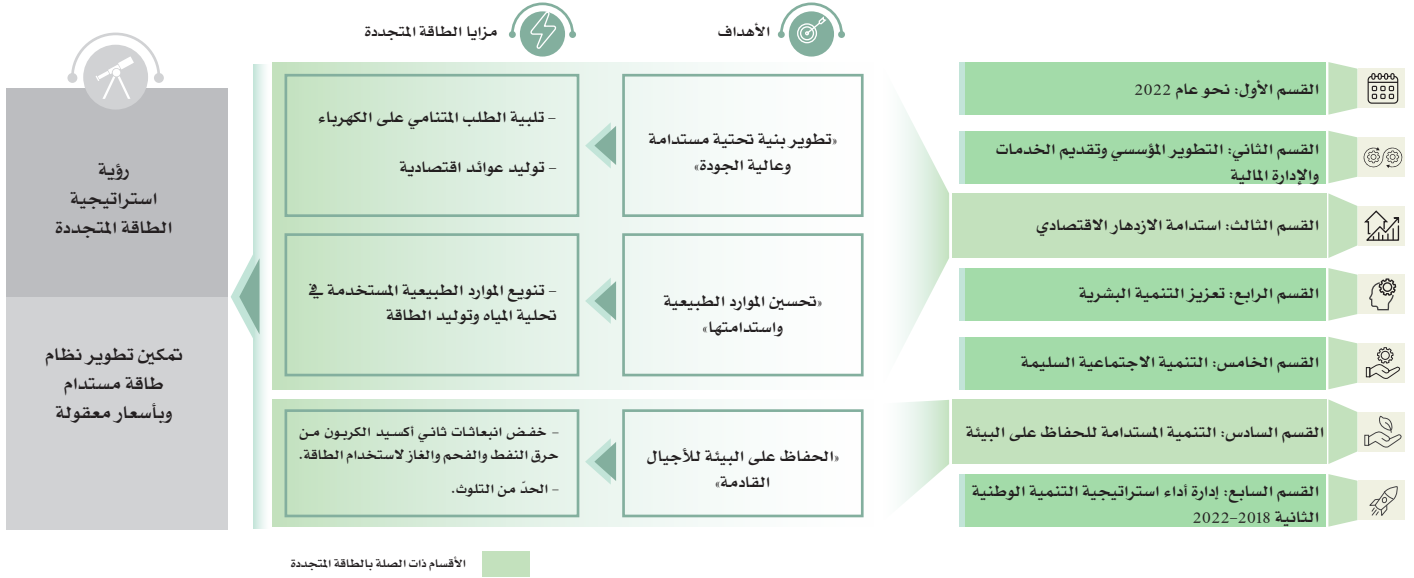 القسم الأول: نحو عام 2022
القسم الثاني: التطوير المؤسسي وتقديم الخدمات
والإدارة المالية
القسم الثالث: استدامة الازدهار الاقتصادي
القسم الرابع: تعزيز التنمية البشرية
القسم الخامس: التنمية الاجتماعية السليمة
القسم السادس: التنمية المستدامة للحفاظ على البيئة
القسم السابع: إدارة أداء استراتيجية التنمية الوطنية
الثانية 2018–2022
الأهداف
«تطوير بنية تحتية مستدامة
وعالية الجودة»
«تحسين الموارد الطبيعية
واستدامتها»
«الحفاظ على البيئة للأجيال
القادمة»
مزايا الطاقة المتجددة
– تلبية الطلب المتنامي على الكهرباء
– توليد عوائد اقتصادية
– تنويع الموارد الطبيعية المستخدمة في
تحلية المياه وتوليد الطاقة
– خفض انبعاثات ثاني أكسيد الكربون من
حرق النفط والفحم والغاز لاستخدام الطاقة.
– الحدّ من التلوث.
رؤية
استراتيجية
الطاقة المتجددة
تمكين تطوير نظام
طاقة مستدام
وبأسعار معقولة
الأقسام ذات الصلة بالطاقة المتجددة